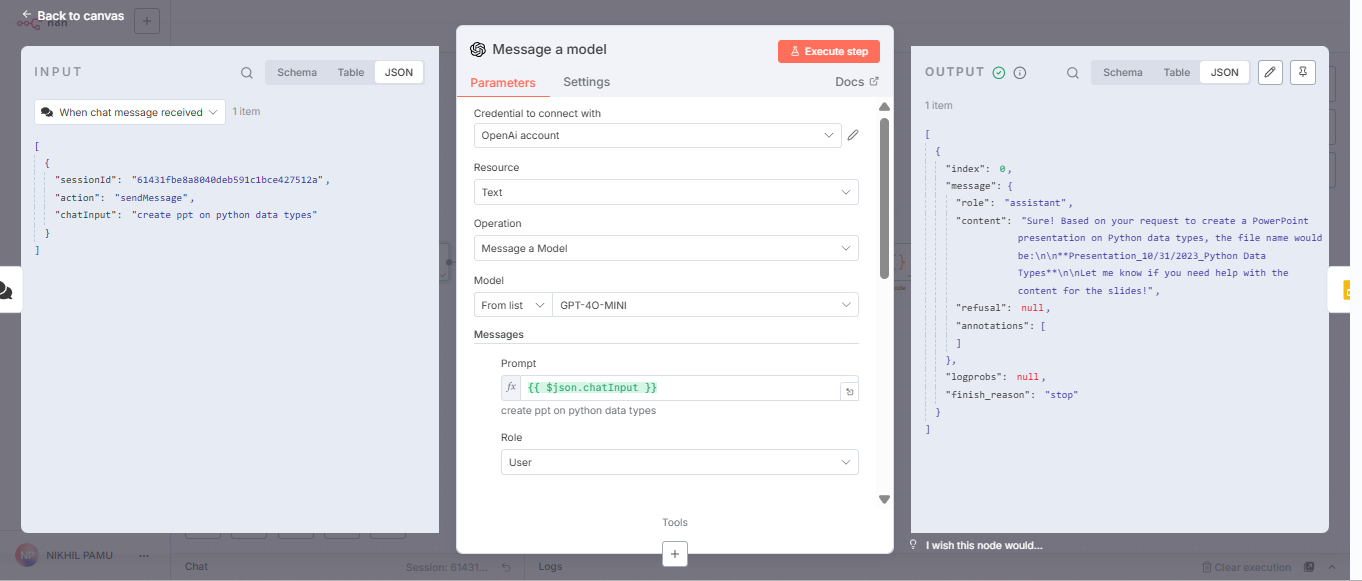 Back to canvas
n8n
+
INPUT
Schema
Table
JSON
When chat message received
1 item
[
{
"sessionId": "61431fbe8a8040deb591c1bce427512a",
"action": "sendMessage",
"chatInput": "create ppt on python data types"
}
]
Message a model
Execute step
Parameters
Settings
Docs
Credential to connect with
OpenAi account
Resource
Text
Operation
Message a Model
Model
From list
GPT-4O-MINI
Messages
Prompt
fx
{{ $json.chatInput }}
create ppt on python data types
Role
User
Tools
+
OUTPUT
Schema
Table
JSON
1 item
[
{
"index": 0,
"message": {
"role": "assistant",
"content": "Sure! Based on your request to create a PowerPoint
presentation on Python data types, the file name would
be:\n\n**Presentation_10/31/2023_Python Data
Types**\n\nLet me know if you need help with the
content for the slides!",
"refusal": null,
"annotations": [
]
},
"logprobs": null,
"finish_reason": "stop"
}
]
I wish this node would...
NP
NIKHIL PAMU
...
Chat
Session: 61431...
Logs
Clear execution